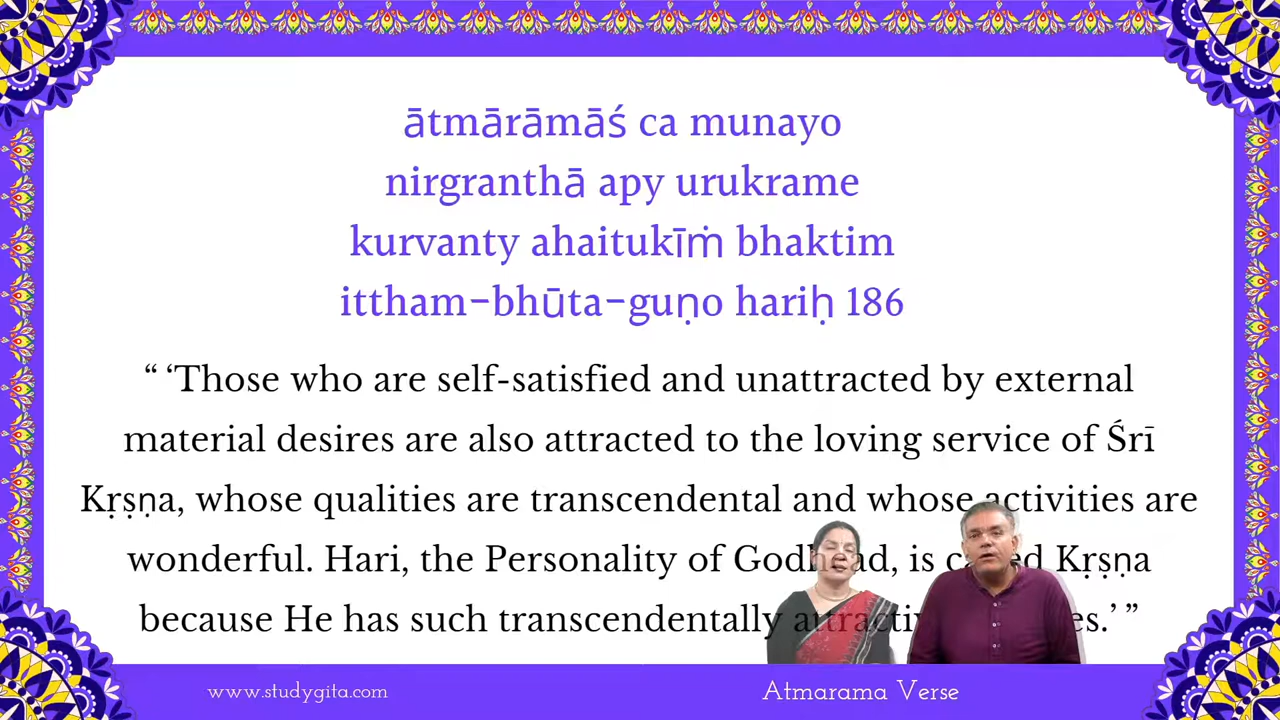 ātmārāmāś ca munayo
nirgranthā apy urukrame
kurvanty ahaitukīṁ bhaktim
ittham-bhūta-guṇo hariḥ 186
“ ‘Those who are self-satisfied and unattracted by external
material desires are also attracted to the loving service of Śrī
Kṛṣṇa, whose qualities are transcendental and whose activities are
wonderful. Hari, the Personality of Godhead, is Kṛṣṇa
because He has such transcendentally
www.studygita.com
Atmarama Verse